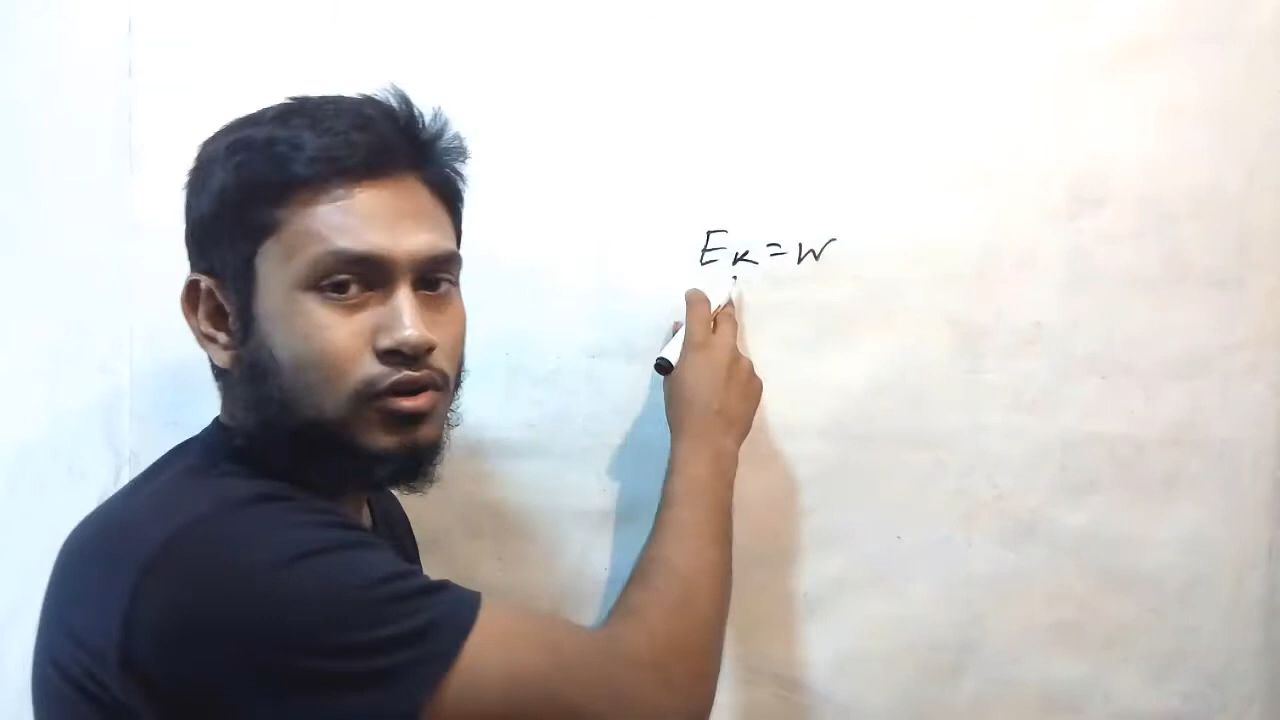 Eₖ = W